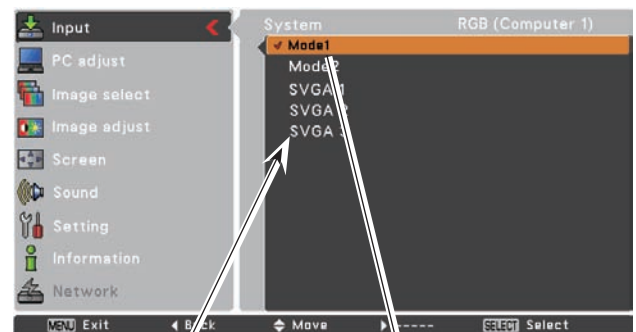 Input
PC adjust
Image select
Image adjust
Screen
Sound
Setting
Information
Network
System RGB (Computer 1)
Mode1
Mode2
SVGA 1
SVGA 2
SVGA 3
MENU Exit Back Move ----- SELECT Select